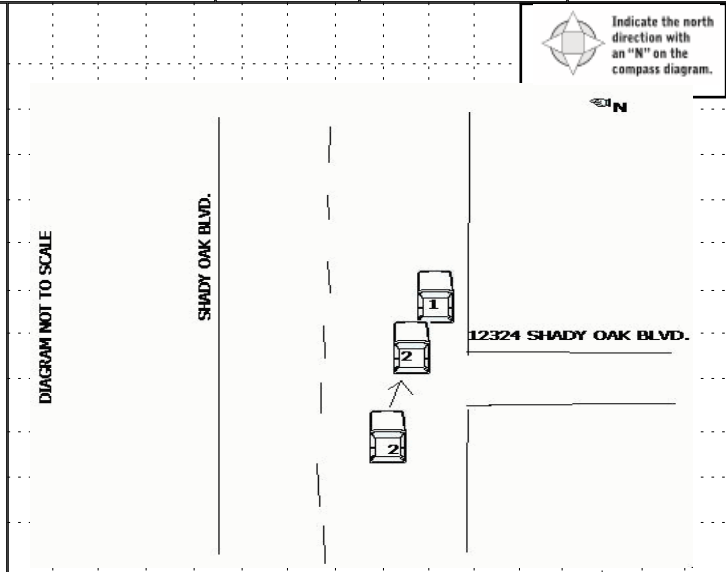 Indicate the north
direction with
an “N” on the
compass diagram.
N
SHADY OAK BLVD.
DIAGRAM NOT TO SCALE
1
12324 SHADY OAK BLVD.
2
2